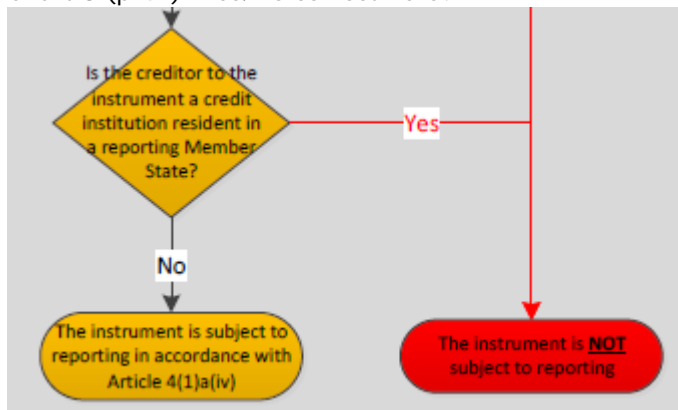 Is the creditor to the
instrument a credit
institution resident in
a reporting Member
State?
Yes
No
The instrument is subject to
reporting in accordance with
Article 4(1)a(iv)
The instrument is NOT
subject to reporting